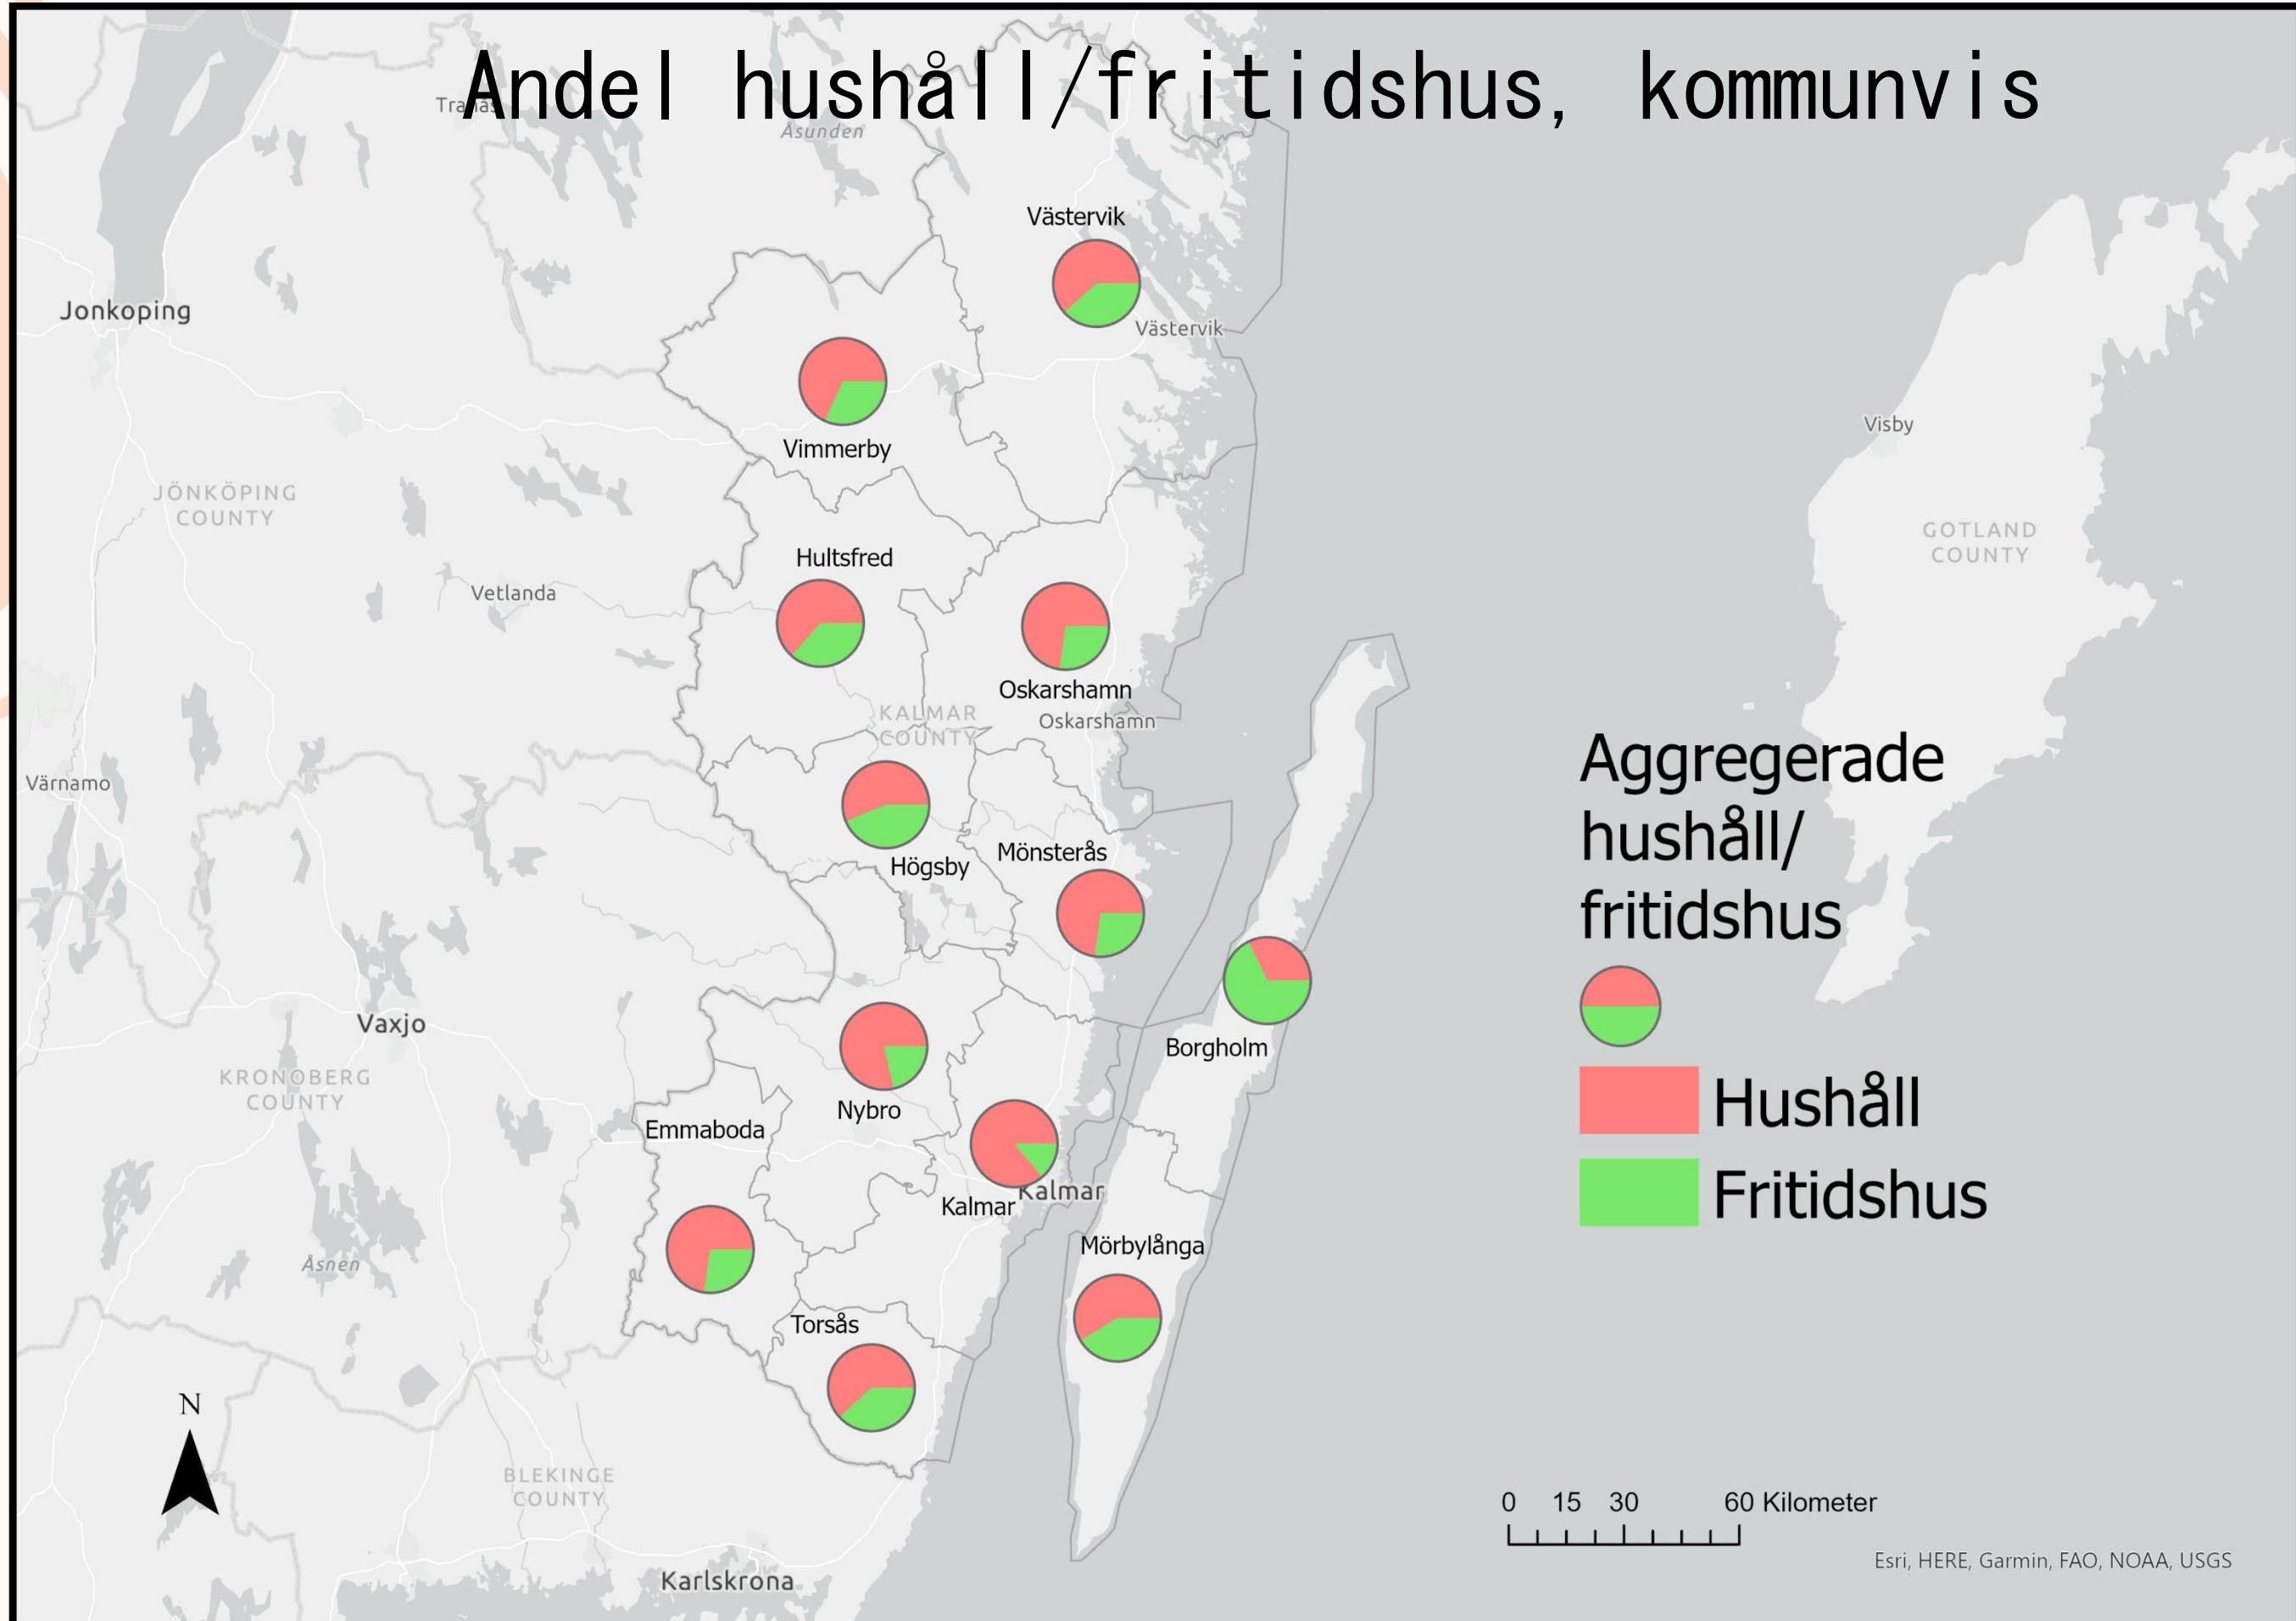 Andel hushåll/fritidshus, kommunvis
Åsunden
Västervik
Jonkoping
Västervik
Visby
Vimmerby
JÖNKÖPING
COUNTY
GOTLAND
COUNTY
Hultsfred
Vetlanda
Oskarshamn
KALMAR
COUNTY
Oskarshamn
Värnamo
Högsby
Mönsterås
Vaxjo
Borgholm
KRONOBERG
COUNTY
Nybro
Emmaboda
Kalmar
Kalmar
Mörbylånga
Åsnen
Torsås
N
BLEKINGE
COUNTY
Karlskrona
Aggregerade
hushåll/
fritidshus
Hushåll
Fritidshus
0 15 30 60 Kilometer
Esri, HERE, Garmin, FAO, NOAA, USGS